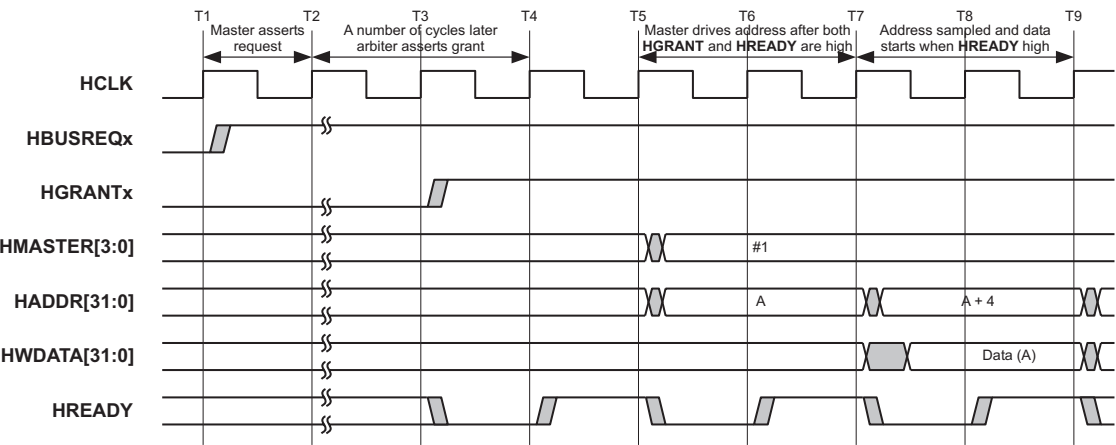 T1 T2 T3 T4 T5 T6 T7 T8 T9
Master asserts
request
A number of cycles later
arbiter asserts grant
Master drives address after both
HGRANT and HREADY are high
Address sampled and data
starts when HREADY high
HCLK
HBUSREQx
HGRANTx
HMASTER[3:0] #1
HADDR[31:0] A A + 4
HWDATA[31:0] Data (A)
HREADY